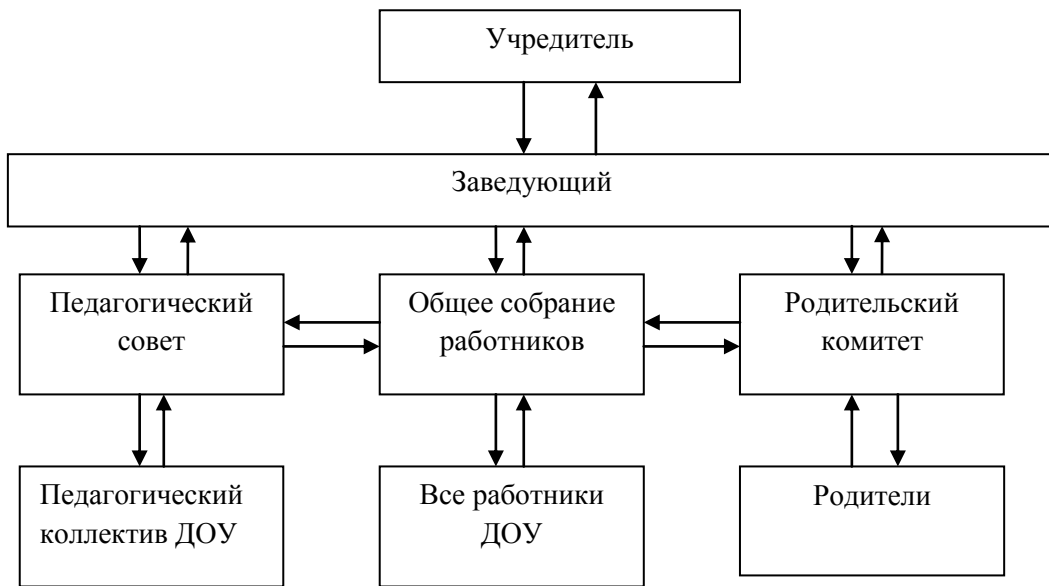 Учредитель
Заведующий
Педагогический
совет
Общее собрание
работников
Родительский
комитет
Педагогический
коллектив ДОУ
Все работники
ДОУ
Родители